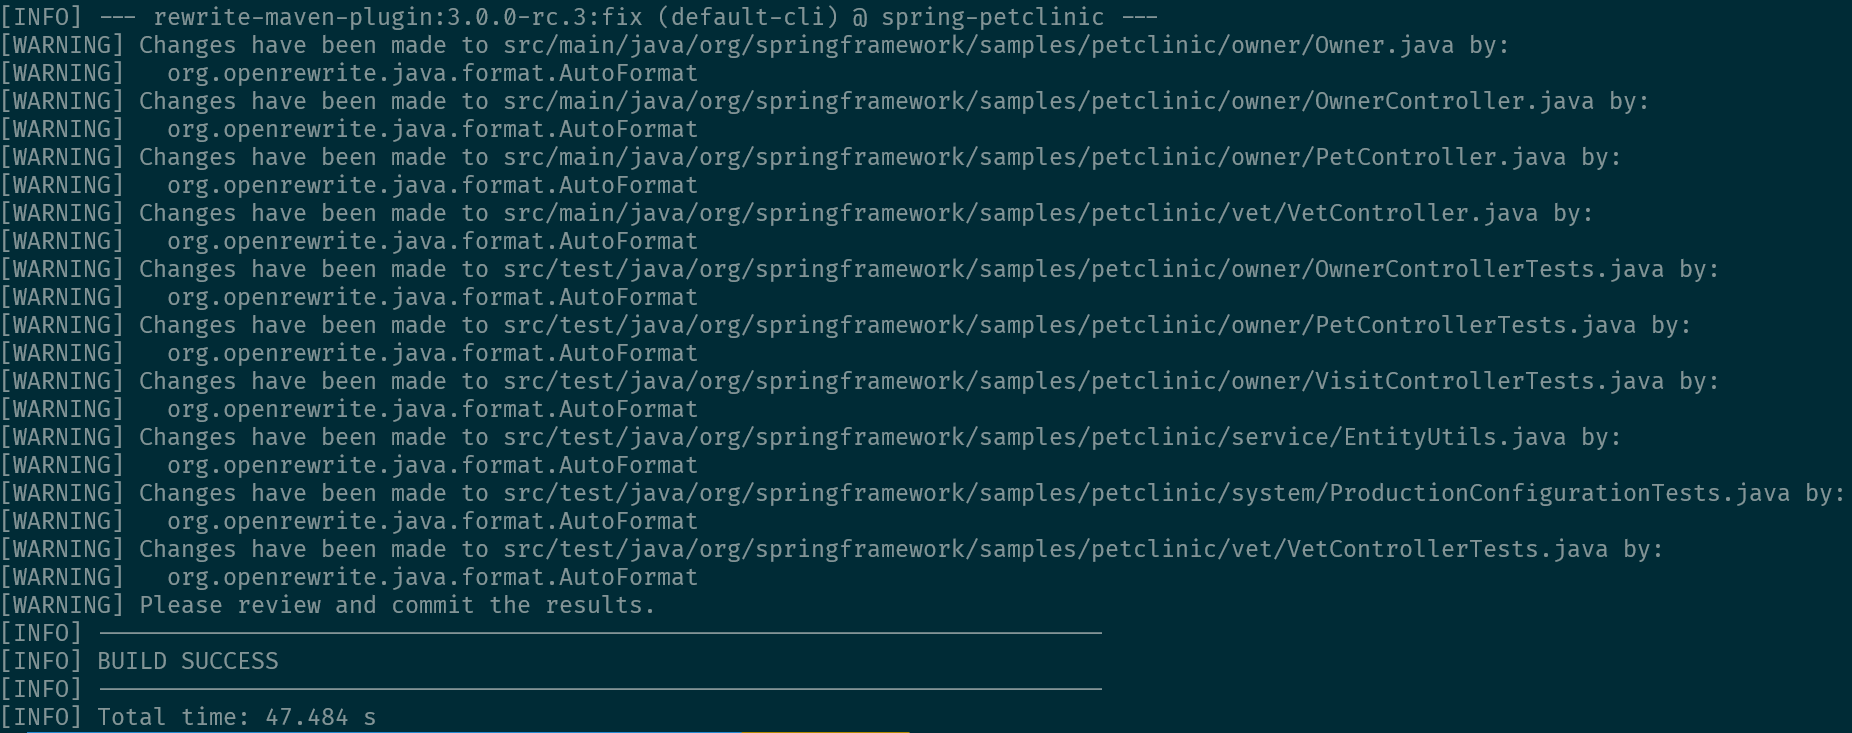 [INFO] --- rewrite-maven-plugin:3.0.0-rc.3:fix (default-cli) @ spring-petclinic ---
[WARNING] Changes have been made to src/main/java/org/springframework/samples/petclinic/owner/Owner.java by:
[WARNING]   org.openrewrite.java.format.AutoFormat
[WARNING] Changes have been made to src/main/java/org/springframework/samples/petclinic/owner/OwnerController.java by:
[WARNING]   org.openrewrite.java.format.AutoFormat
[WARNING] Changes have been made to src/main/java/org/springframework/samples/petclinic/owner/PetController.java by:
[WARNING]   org.openrewrite.java.format.AutoFormat
[WARNING] Changes have been made to src/main/java/org/springframework/samples/petclinic/vet/VetController.java by:
[WARNING]   org.openrewrite.java.format.AutoFormat
[WARNING] Changes have been made to src/test/java/org/springframework/samples/petclinic/owner/OwnerControllerTests.java by:
[WARNING]   org.openrewrite.java.format.AutoFormat
[WARNING] Changes have been made to src/test/java/org/springframework/samples/petclinic/owner/PetControllerTests.java by:
[WARNING]   org.openrewrite.java.format.AutoFormat
[WARNING] Changes have been made to src/test/java/org/springframework/samples/petclinic/owner/VisitControllerTests.java by:
[WARNING]   org.openrewrite.java.format.AutoFormat
[WARNING] Changes have been made to src/test/java/org/springframework/samples/petclinic/service/EntityUtils.java by:
[WARNING]   org.openrewrite.java.format.AutoFormat
[WARNING] Changes have been made to src/test/java/org/springframework/samples/petclinic/system/ProductionConfigurationTests.java by:
[WARNING]   org.openrewrite.java.format.AutoFormat
[WARNING] Changes have been made to src/test/java/org/springframework/samples/petclinic/vet/VetControllerTests.java by:
[WARNING]   org.openrewrite.java.format.AutoFormat
[WARNING] Please review and commit the results.
[INFO] ------------------------------------------------------------------------
[INFO] BUILD SUCCESS
[INFO] ------------------------------------------------------------------------
[INFO] Total time: 47.484 s